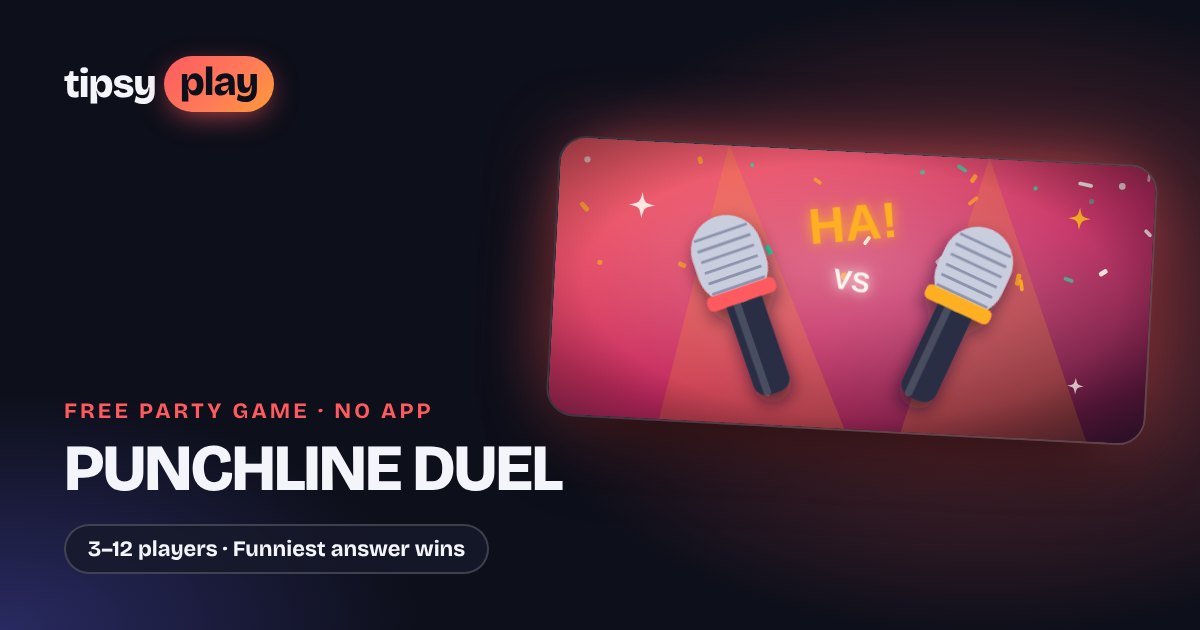 tipsy play
HA!
VS
FREE PARTY GAME · NO APP
PUNCHLINE DUEL
3–12 players · Funniest answer wins